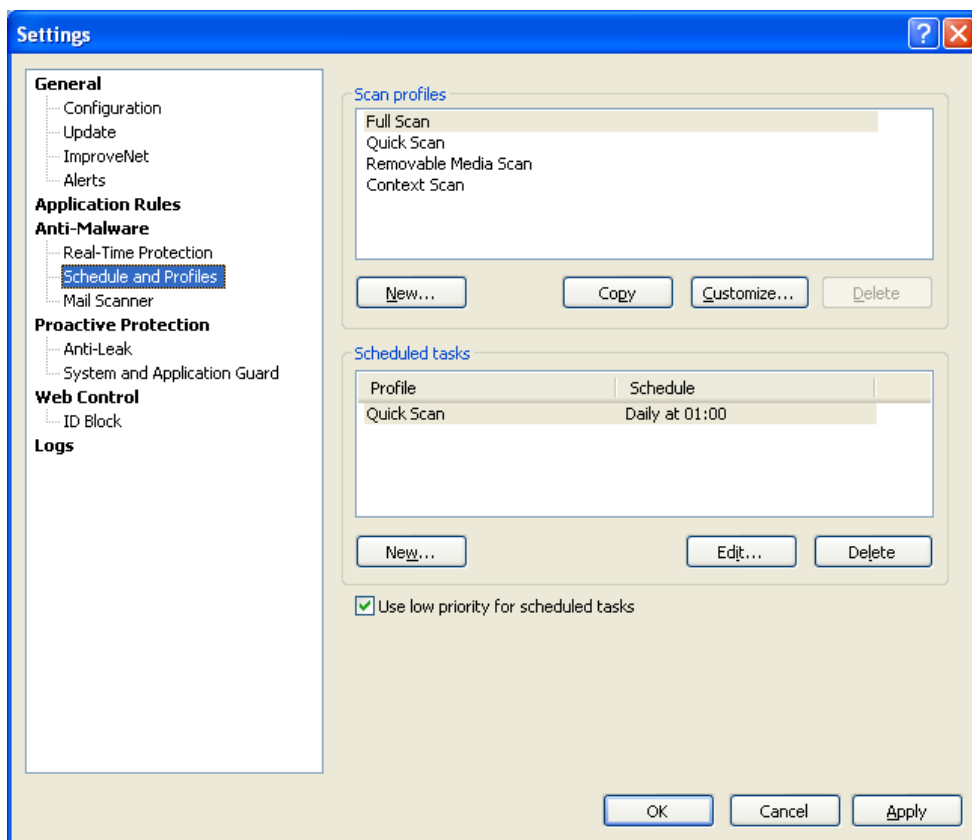 Settings
General
Configuration
Update
ImproveNet
Alerts
Application Rules
Anti-Malware
Real-Time Protection
Schedule and Profiles
Mail Scanner
Proactive Protection
Anti-Leak
System and Application Guard
Web Control
ID Block
Logs
Scan profiles
Full Scan
Quick Scan
Removable Media Scan
Context Scan
New... Copy Customize... Delete
Scheduled tasks
Profile Schedule
Quick Scan Daily at 01:00
New... Edit... Delete
Use low priority for scheduled tasks
OK Cancel Apply